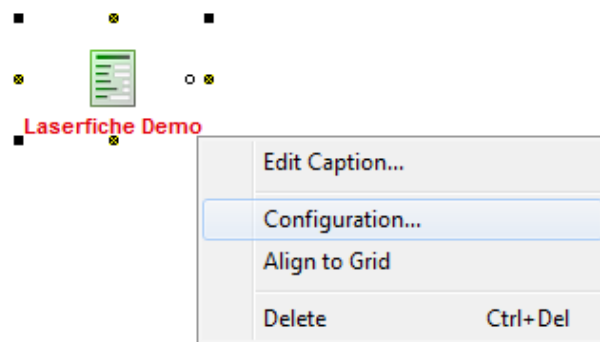 Laserfiche Demo
Edit Caption...
Configuration...
Align to Grid
Delete Ctrl+Del